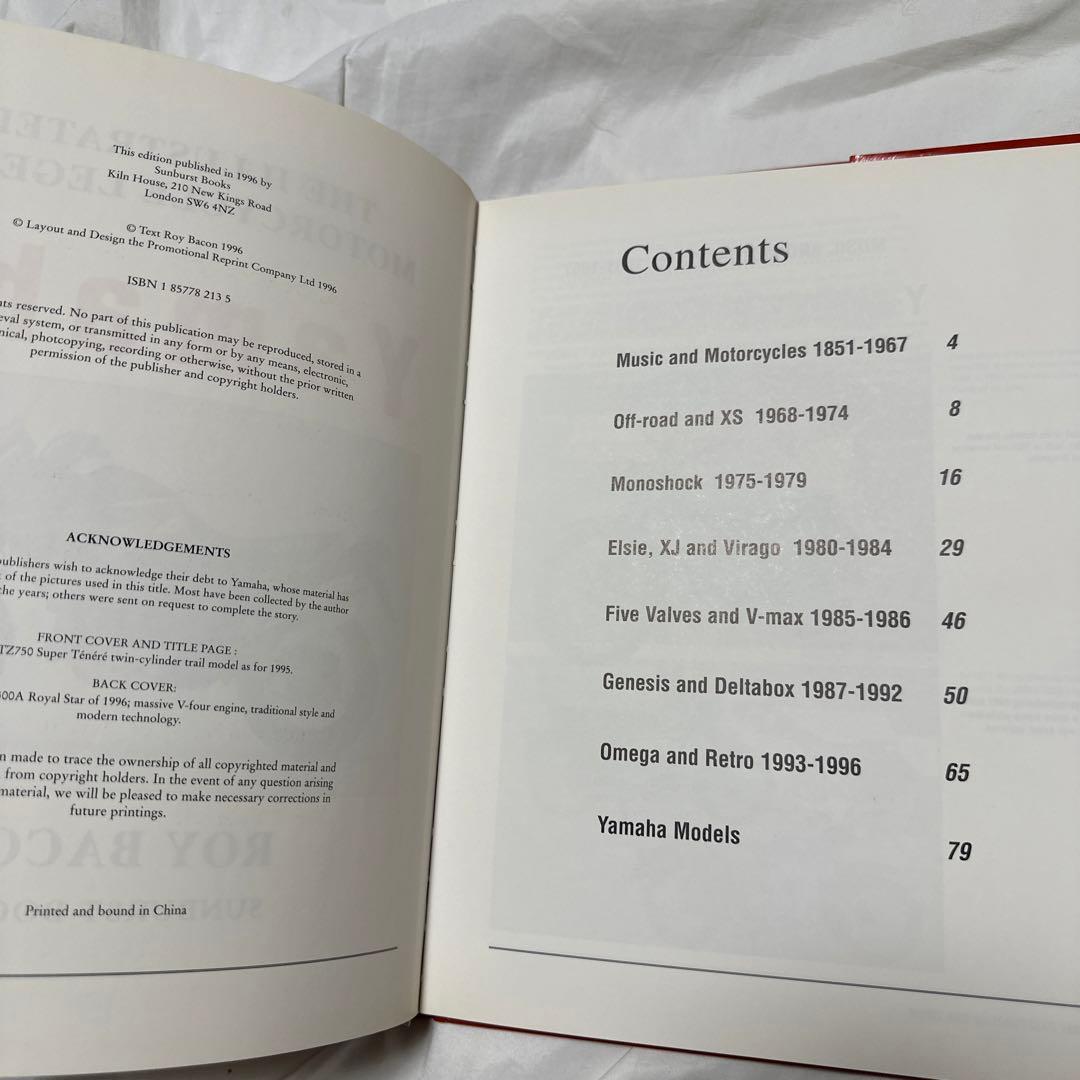 This edition published in 1996 by
Sunburst Books
Kiln House, 210 New Kings Road
London SW6 4NZ
© Text Roy Bacon 1996
© Layout and Design the Promotional Reprint Company Ltd 1996
ISBN 1 85778 213 5
reserved. No part of this publication may be reproduced, stored in a
system, or transmitted in any form or by any means, electronic,
photcopying, recording or otherwise, without the prior written
permission of the publisher and copyright holders.
ACKNOWLEDGEMENTS
publishers wish to acknowledge their debt to Yamaha, whose material has
of the pictures used in this title. Most have been collected by the author
the years; others were sent on request to complete the story.
FRONT COVER AND TITLE PAGE :
TZ750 Super Ténéré twin-cylinder trail model as for 1995.
BACK COVER:
00A Royal Star of 1996; massive V-four engine, traditional style and
modern technology.
made to trace the ownership of all copyrighted material and
from copyright holders. In the event of any question arising
material, we will be pleased to make necessary corrections in
future printings.
Printed and bound in China
Contents
Music and Motorcycles 1851-1967 4
Off-road and XS 1968-1974 8
Monoshock 1975-1979 16
Elsie, XJ and Virago 1980-1984 29
Five Valves and V-max 1985-1986 46
Genesis and Deltabox 1987-1992 50
Omega and Retro 1993-1996 65
Yamaha Models 79